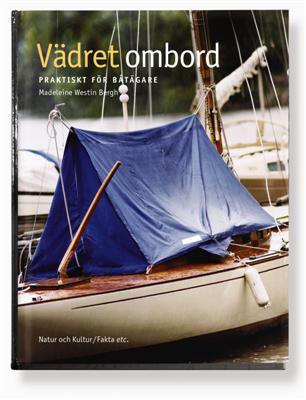 Vädret ombord
PRAKTISKT FÖR BÅTÄGARE
Madeleine Westin Bergh
Natur och Kultur/Fakta etc.